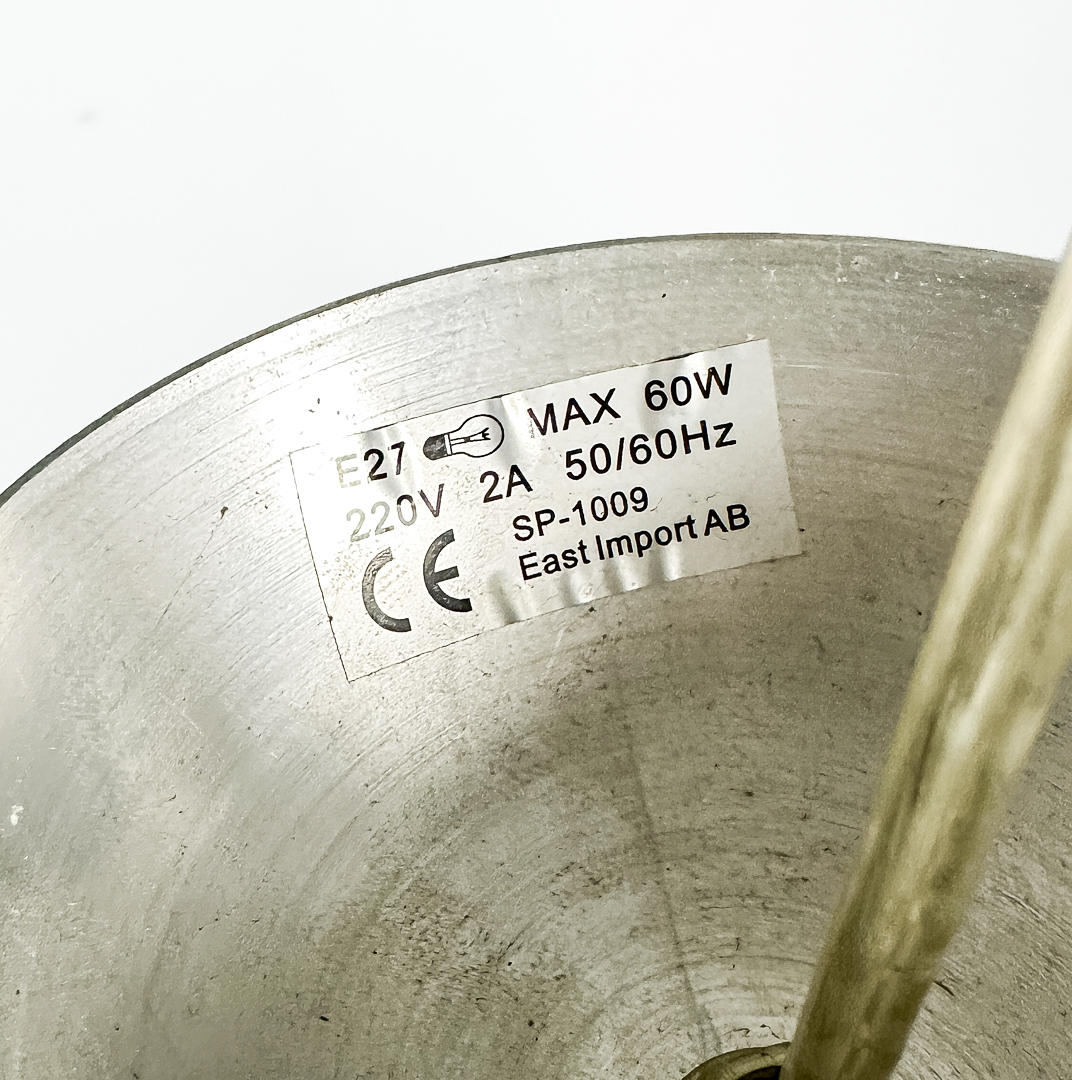 E27 MAX 60W
220V 2A 50/60Hz
SP-1009
CE East Import AB